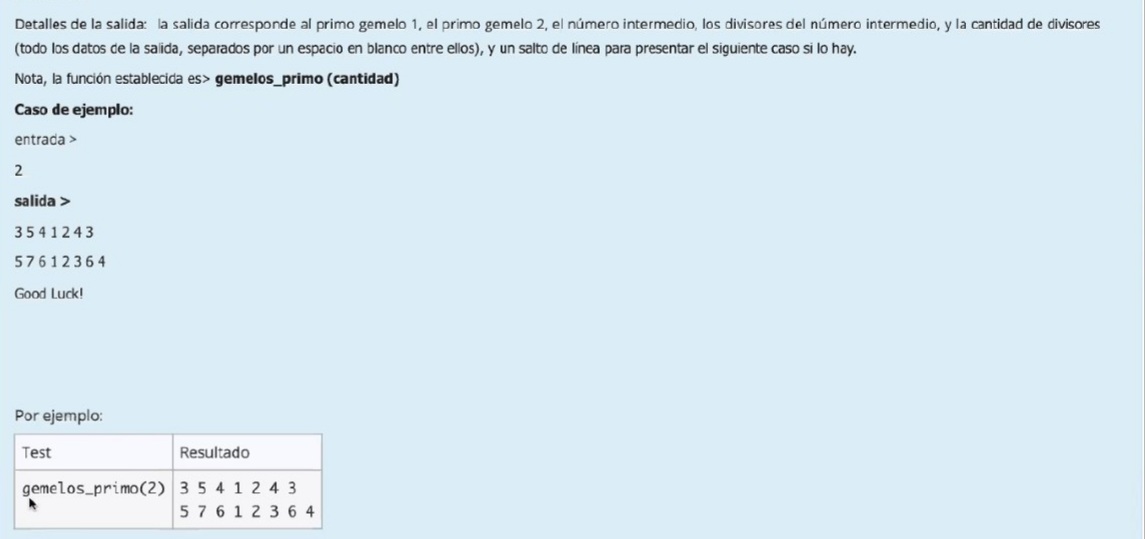 Detalles de la salida: la salida corresponde al primo gemelo 1, el primo gemelo 2, el número intermedio, los divisores del número intermedio, y la cantidad de divisores
(todo los datos de la salida, separados por un espacio en blanco entre ellos), y un salto de línea para presentar el siguiente caso si lo hay.
Nota, la función establecida es> gemelos_primo (cantidad)
Caso de ejemplo:
entrada >
2
salida >
3 5 4 1 2 4 3
5 7 6 1 2 3 6 4
Good Luck!
Por ejemplo:
Test Resultado
gemelos_primo(2) 3 5 4 1 2 4 3
5 7 6 1 2 3 6 4